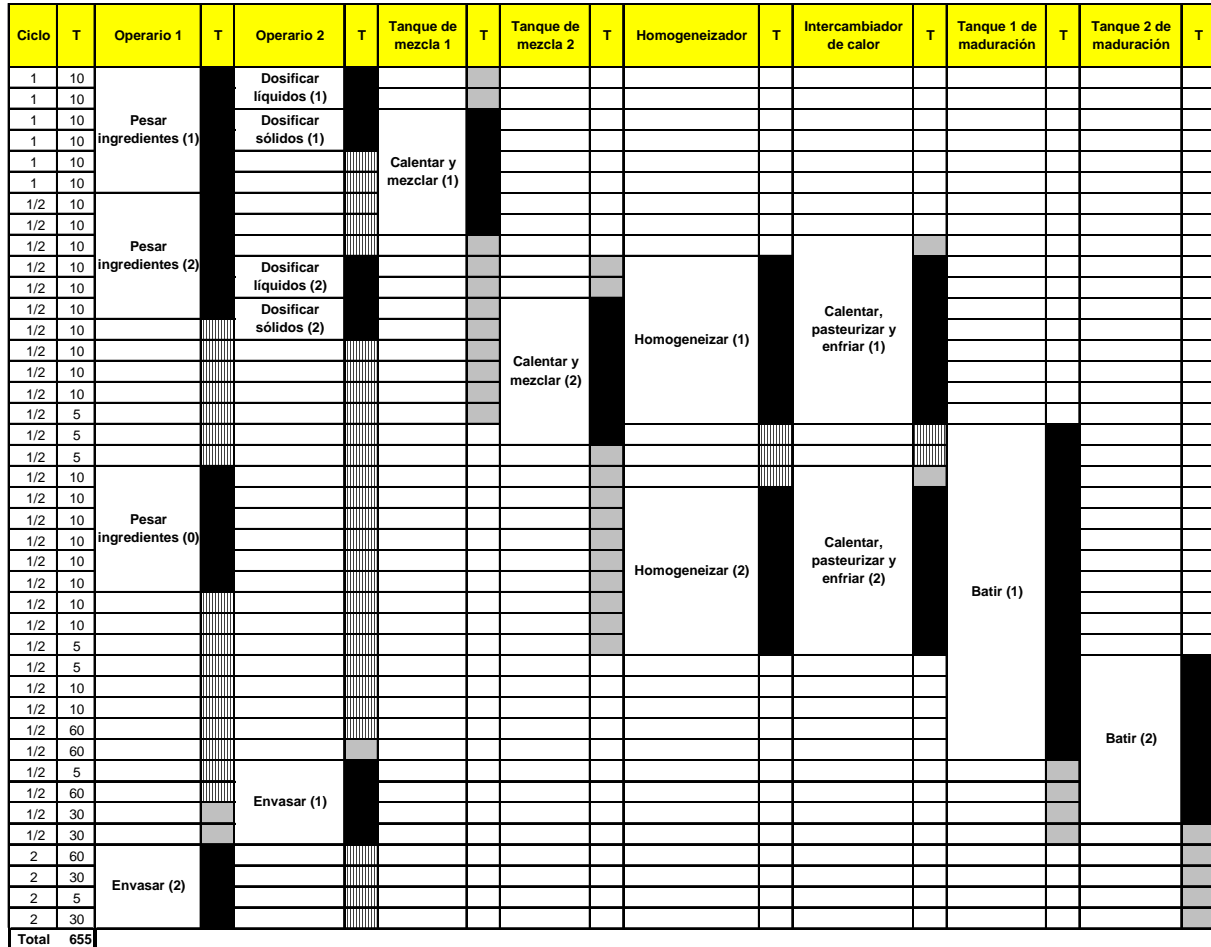 Ciclo T Operario 1 T Operario 2 T Tanque de mezcla 1 T Tanque de mezcla 2 T Homogeneizador T Intercambiador de calor T Tanque 1 de maduración T Tanque 2 de maduración T
1 10 Dosificar
1 10 líquidos (1)
1 10 Pesar Dosificar
1 10 ingredientes (1) sólidos (1)
1 10 Calentar y
1 10 mezclar (1)
1/2 10
1/2 10
1/2 10 Pesar
1/2 10 ingredientes (2) Dosificar
1/2 10 líquidos (2)
1/2 10 Dosificar Calentar,
1/2 10 sólidos (2) Homogeneizar (1) pasteurizar y
1/2 10 Calentar y enfriar (1)
1/2 10 mezclar (2)
1/2 10
1/2 5
1/2 5
1/2 5
1/2 10
1/2 10
1/2 10 Pesar
1/2 10 ingredientes (0) Calentar,
1/2 10 Homogeneizar (2) pasteurizar y
1/2 10 enfriar (2) Batir (1)
1/2 10
1/2 10
1/2 5
1/2 5
1/2 10
1/2 10
1/2 60 Batir (2)
1/2 60
1/2 5
1/2 60 Envasar (1)
1/2 30
1/2 30
2 60
2 30 Envasar (2)
2 5
2 30
Total 655